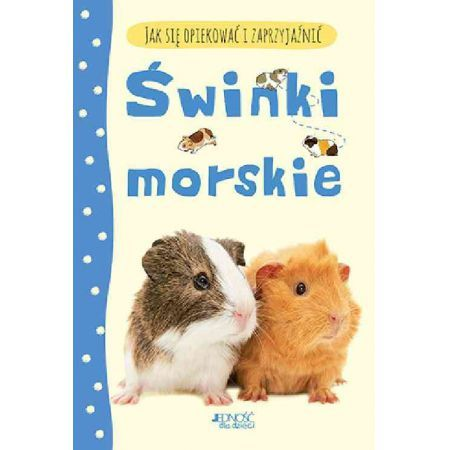 JAK SIĘ OPIEKOWAĆ I ZAPRZYJAŹNIĆ
Świnki
morskie
JEDNOŚĆ
dla dzieci